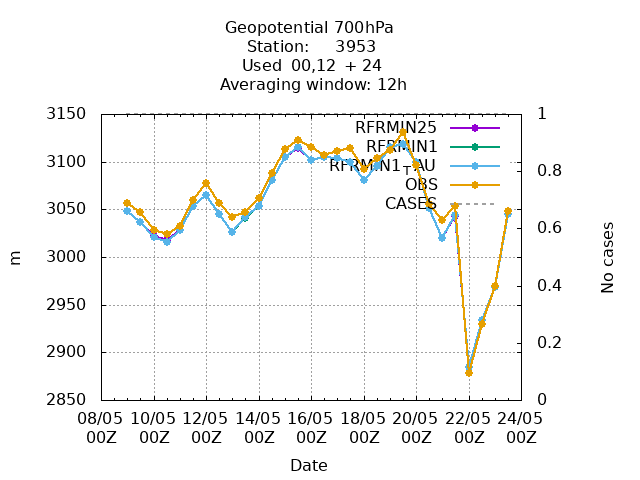 Geopotential 700hPa
Station: 3953
Used 00,12 + 24
Averaging window: 12h
3150
3100
3050
3000
2950
2900
2850
1
0.8
0.6
0.4
0.2
0
RFRMIN25
RFRMIN1
RFRMIN1_AU
OBS
CASES
m
No cases
08/05 10/05 12/05 14/05 16/05 18/05 20/05 22/05 24/05
00Z 00Z 00Z 00Z 00Z 00Z 00Z 00Z 00Z
Date